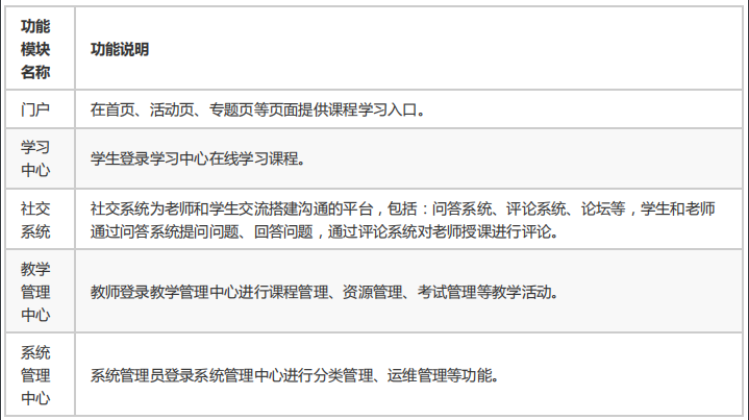 功能
模块
名称
功能说明
门户
在首页、活动页、专题页等页面提供课程学习入口。
学习
中心
学生登录学习中心在线学习课程。
社交
系统
社交系统为老师和学生交流搭建沟通的平台，包括：问答系统、评论系统、论坛等，学生和老师
通过问答系统提问问题、回答问题，通过评论系统对老师授课进行评论。
教学
管理
中心
教师登录教学管理中心进行课程管理、资源管理、考试管理等教学活动。
系统
管理
中心
系统管理员登录系统管理中心进行分类管理、运维管理等功能。